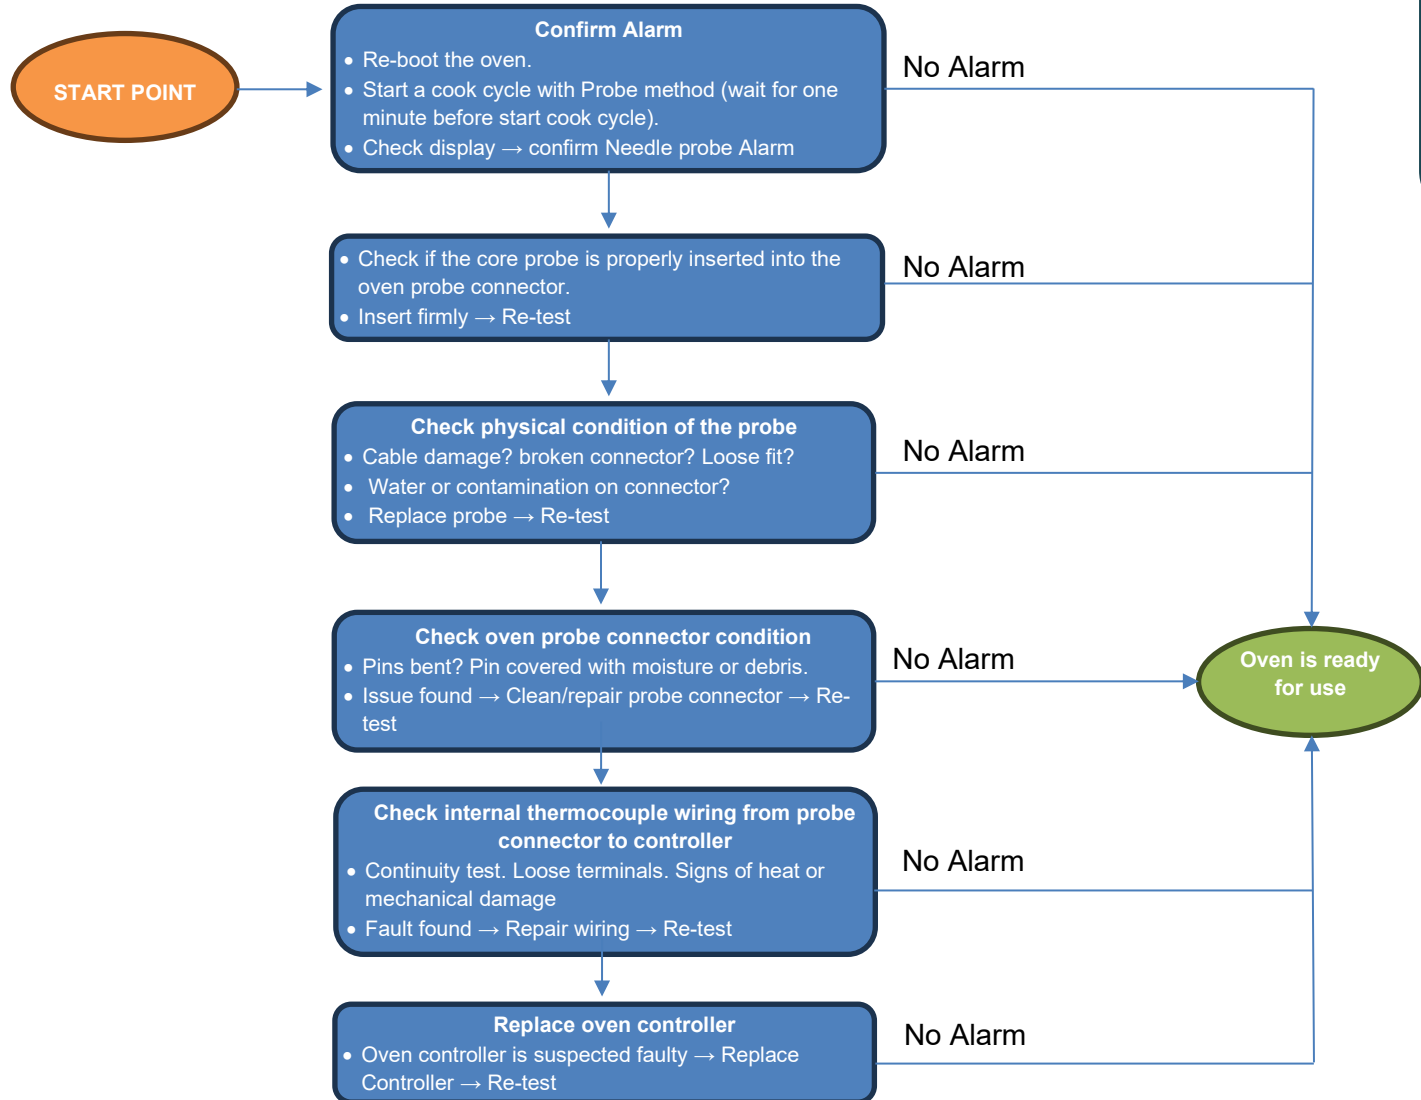 START POINT
Confirm Alarm
• Re-boot the oven.
• Start a cook cycle with Probe method (wait for one
minute before start cook cycle).
• Check display → confirm Needle probe Alarm
No Alarm
• Check if the core probe is properly inserted into the
oven probe connector.
• Insert firmly → Re-test
No Alarm
Check physical condition of the probe
• Cable damage? broken connector? Loose fit?
• Water or contamination on connector?
• Replace probe → Re-test
No Alarm
Check oven probe connector condition
• Pins bent? Pin covered with moisture or debris.
• Issue found → Clean/repair probe connector → Re-
test
No Alarm
Oven is ready
for use
Check internal thermocouple wiring from probe
connector to controller
• Continuity test. Loose terminals. Signs of heat or
mechanical damage
• Fault found → Repair wiring → Re-test
No Alarm
Replace oven controller
• Oven controller is suspected faulty → Replace
Controller → Re-test
No Alarm